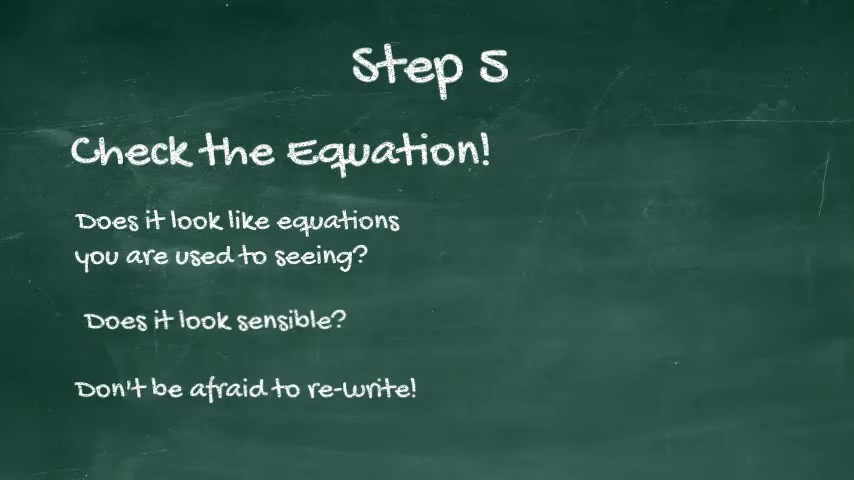 Step 5
Check the Equation!
Does it look like equations
you are used to seeing?
Does it look sensible?
Don't be afraid to re-write!